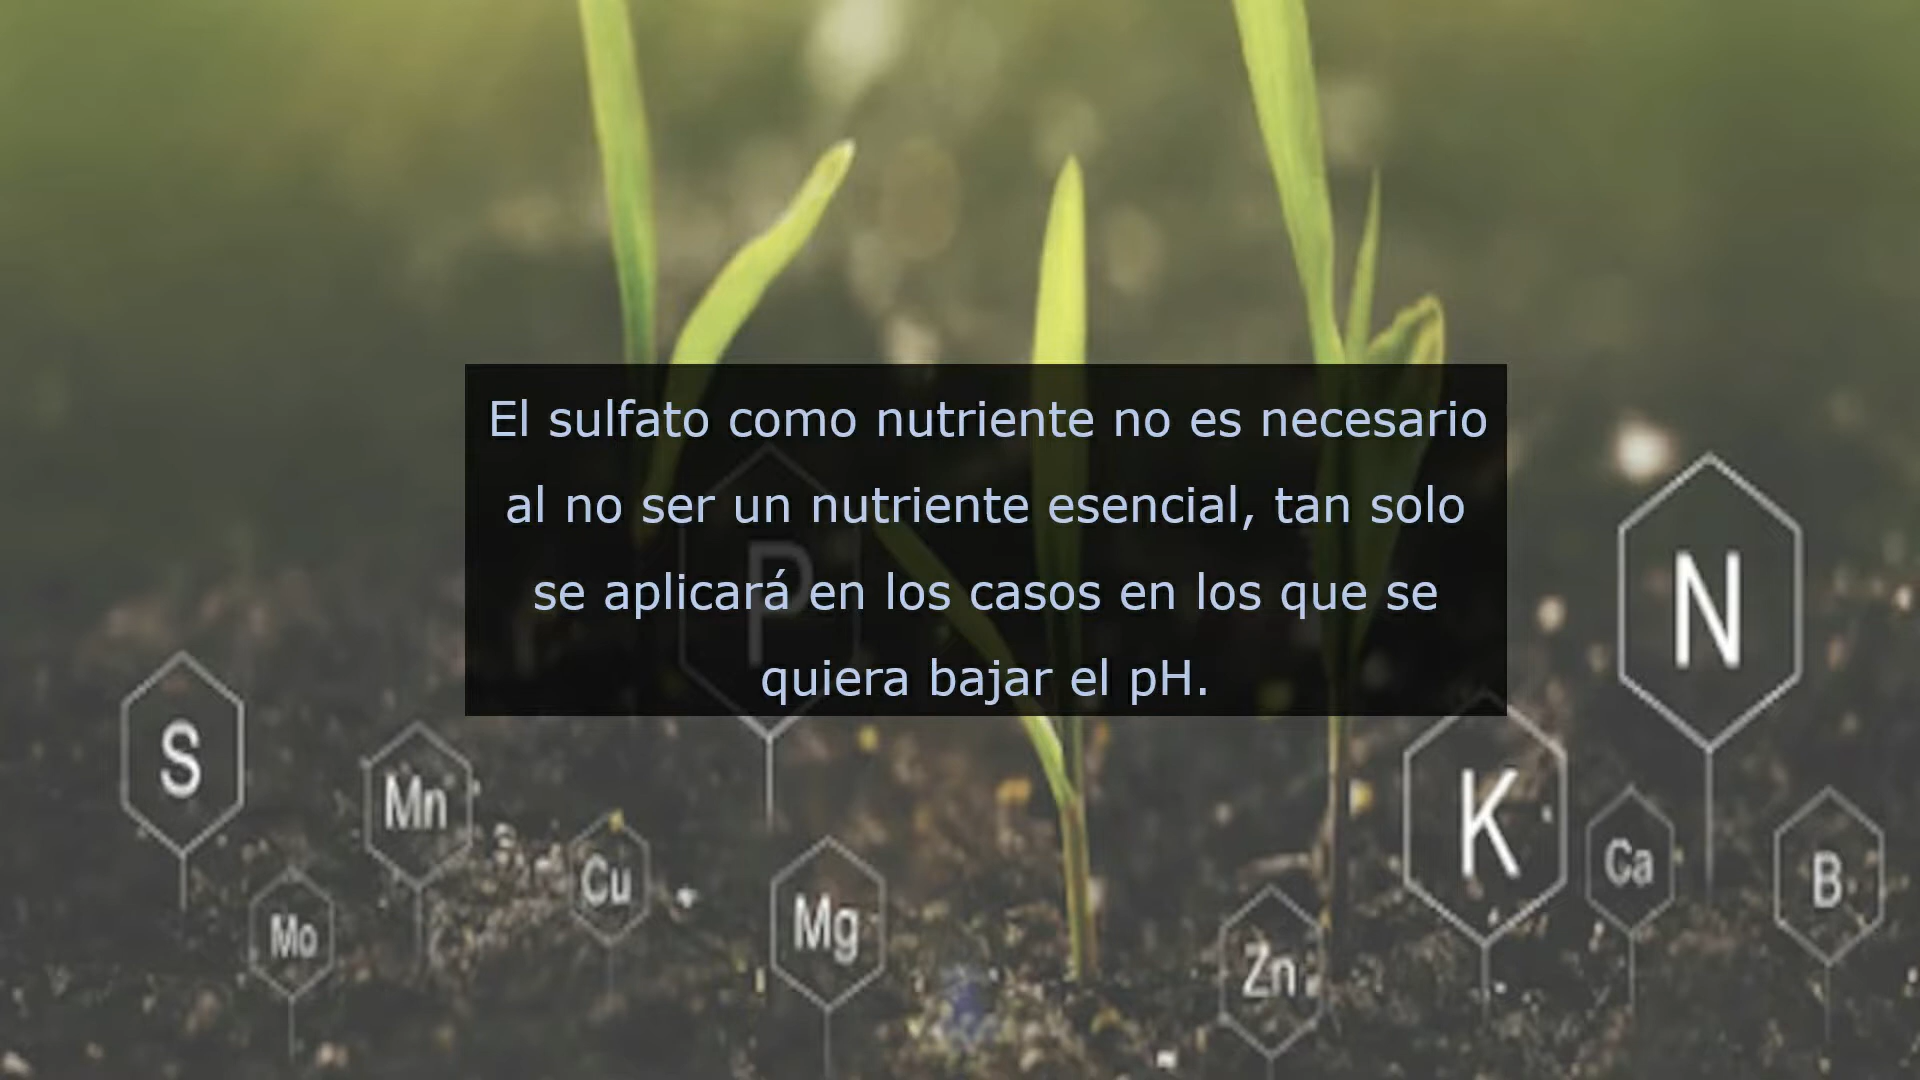 El sulfato como nutriente no es necesario
al no ser un nutriente esencial, tan solo
se aplicará en los casos en los que se
quiera bajar el pH.
P
N
S
Mn
K
Cu
Ca
B
Mo
Mg
Zn